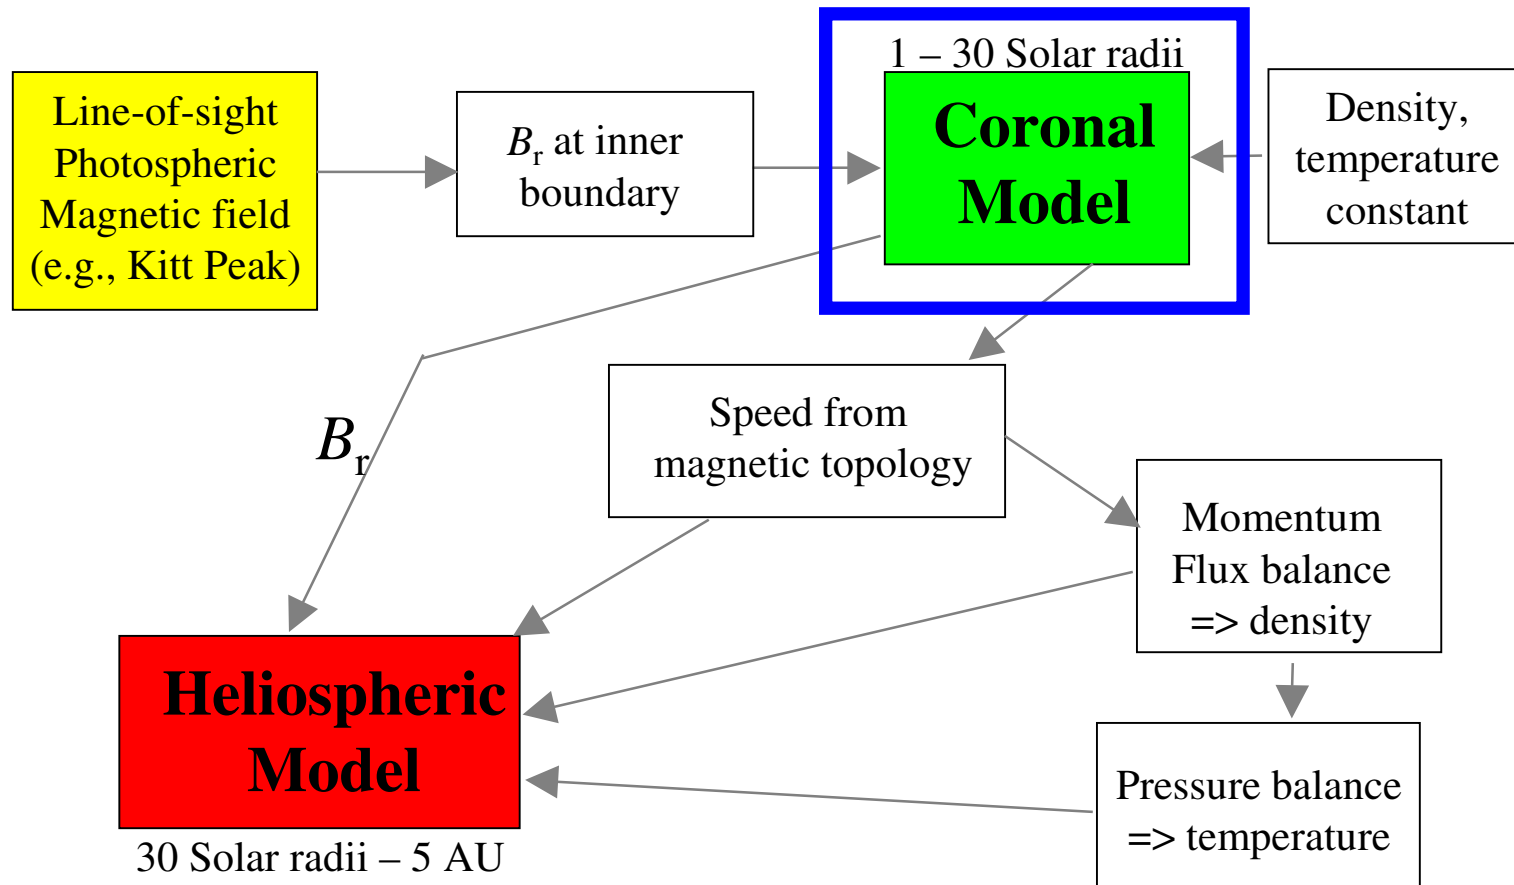 Line-of-sight
Photospheric
Magnetic field
(e.g., Kitt Peak)
B_r at inner
boundary
1 – 30 Solar radii
Coronal
Model
Density,
temperature
constant
B_r
Speed from
magnetic topology
Momentum
Flux balance
=> density
Heliospheric
Model
30 Solar radii – 5 AU
Pressure balance
=> temperature